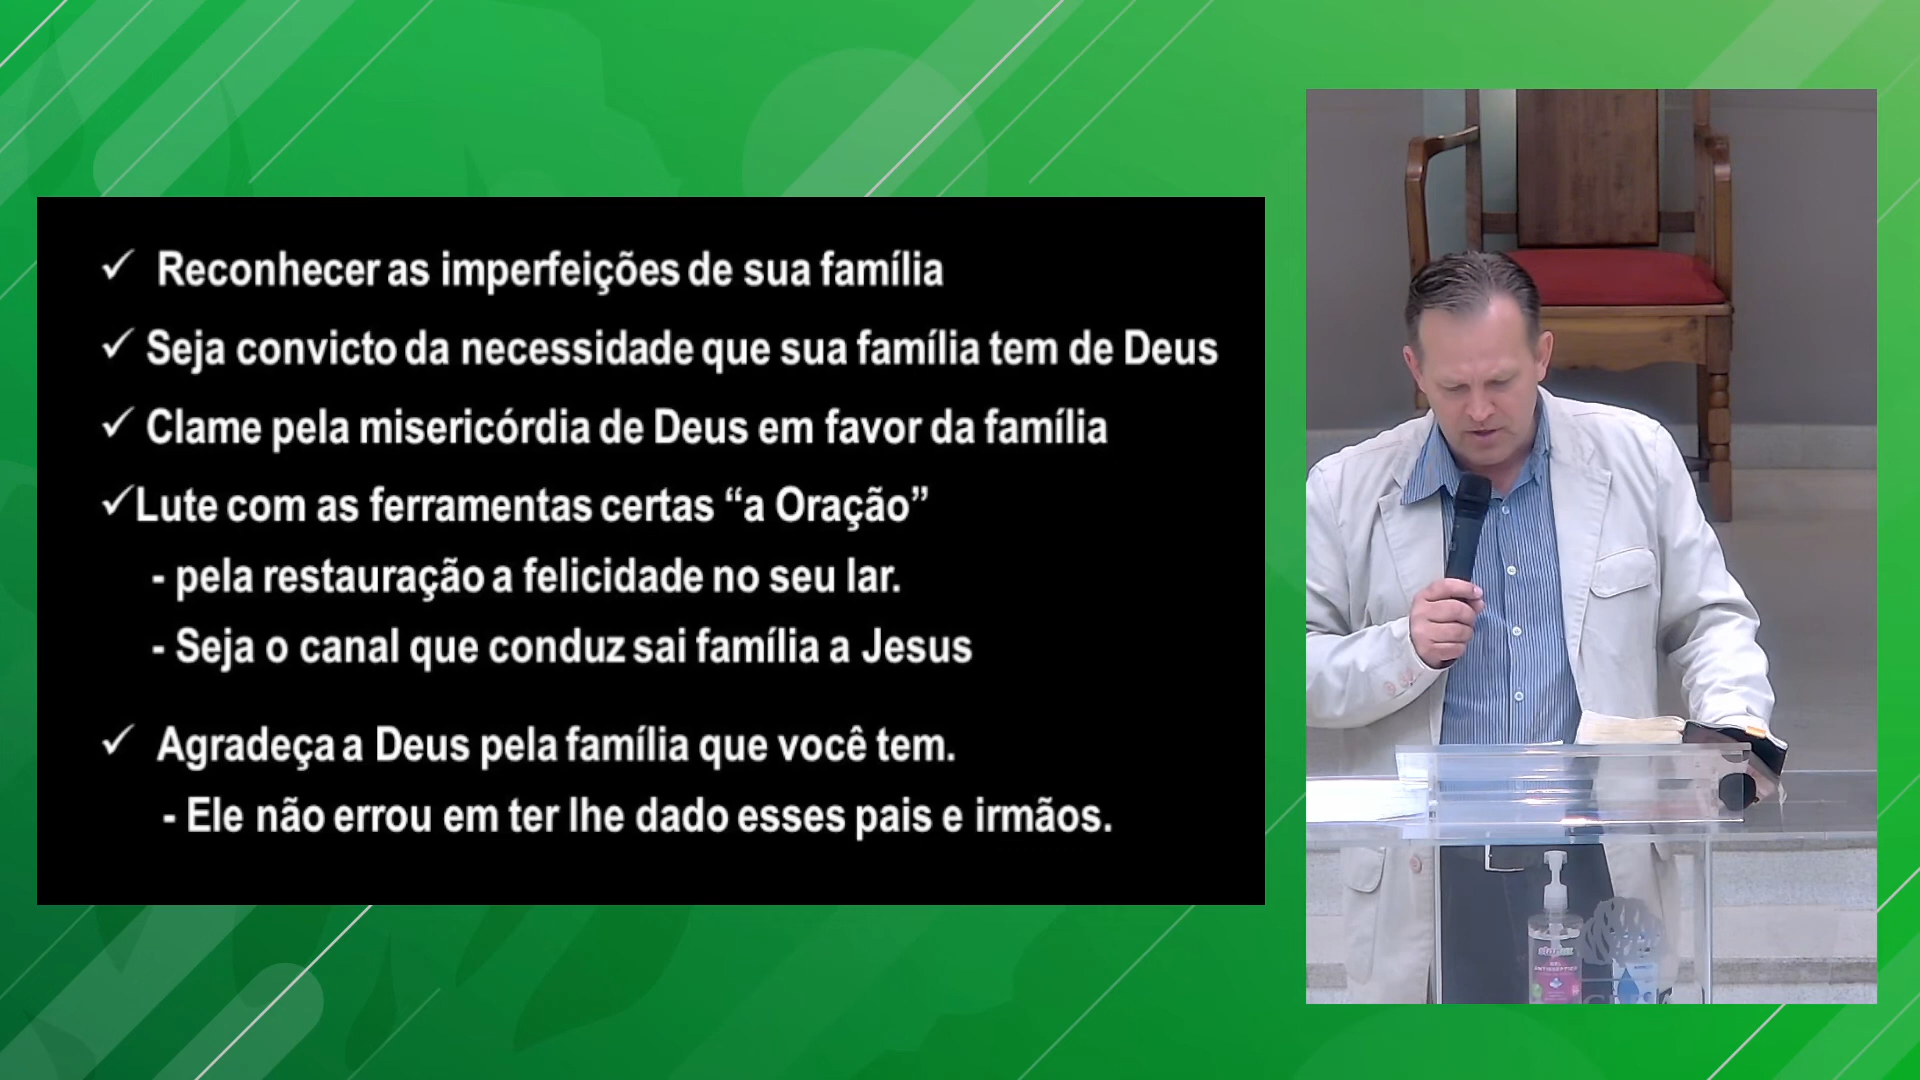 ✓ Reconhecer as imperfeições de sua família
✓ Seja convicto da necessidade que sua família tem de Deus
✓ Clame pela misericórdia de Deus em favor da família
✓Lute com as ferramentas certas “a Oração”
- pela restauração a felicidade no seu lar.
- Seja o canal que conduz sai família a Jesus
✓ Agradeça a Deus pela família que você tem.
- Ele não errou em ter lhe dado esses pais e irmãos.
GEL
ANTISSÉPTICO